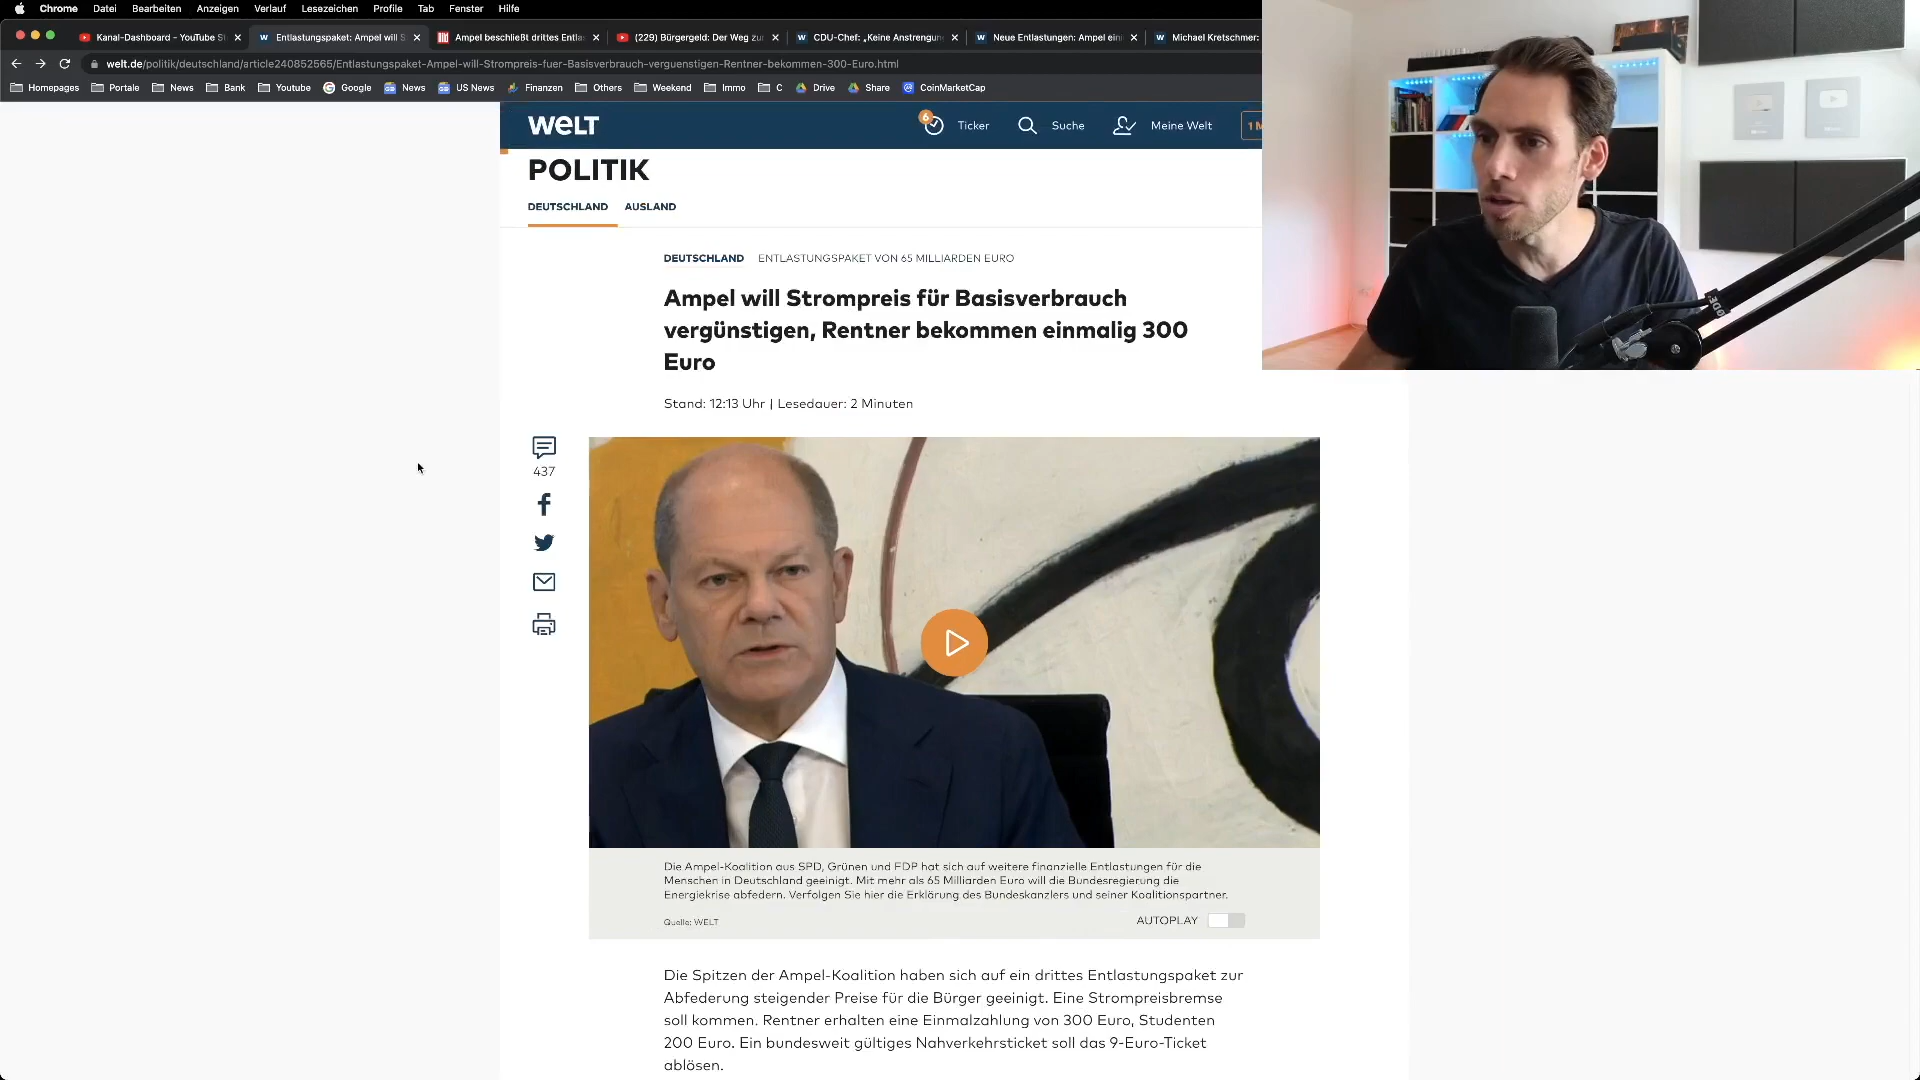 Chrome Datei Bearbeiten Anzeigen Verlauf Lesezeichen Profile Tab Fenster Hilfe
Kanal-Dashboard - YouTube St
Entlastungspaket: Ampel will S
Ampel beschließt drittes Entla
(229) Bürgergeld: Der Weg zu
CDU-Chef: „Keine Anstrengun
Neue Entlastungen: Ampel ein
Michael Kretschmer:
welt.de/politik/deutschland/article240852565/Entlastungspaket-Ampel-will-Strompreis-fuer-Basisverbrauch-verguenstigen-Rentner-bekommen-300-Euro.html
Homepages Portale News Bank Youtube Google News US News Finanzen Others Weekend Immo C Drive Share CoinMarketCap
WELT
6
Ticker
Suche
Meine Welt
1 M
POLITIK
DEUTSCHLAND AUSLAND
DEUTSCHLAND ENTLASTUNGSPAKET VON 65 MILLIARDEN EURO
Ampel will Strompreis für Basisverbrauch
vergünstigen, Rentner bekommen einmalig 300
Euro
Stand: 12:13 Uhr | Lesedauer: 2 Minuten
437
Die Ampel-Koalition aus SPD, Grünen und FDP hat sich auf weitere finanzielle Entlastungen für die
Menschen in Deutschland geeinigt. Mit mehr als 65 Milliarden Euro will die Bundesregierung die
Energiekrise abfedern. Verfolgen Sie hier die Erklärung des Bundeskanzlers und seiner Koalitionspartner.
Quelle: WELT
AUTOPLAY
Die Spitzen der Ampel-Koalition haben sich auf ein drittes Entlastungspaket zur
Abfederung steigender Preise für die Bürger geeinigt. Eine Strompreisbremse
soll kommen. Rentner erhalten eine Einmalzahlung von 300 Euro, Studenten
200 Euro. Ein bundesweit gültiges Nahverkehrsticket soll das 9-Euro-Ticket
ablösen.